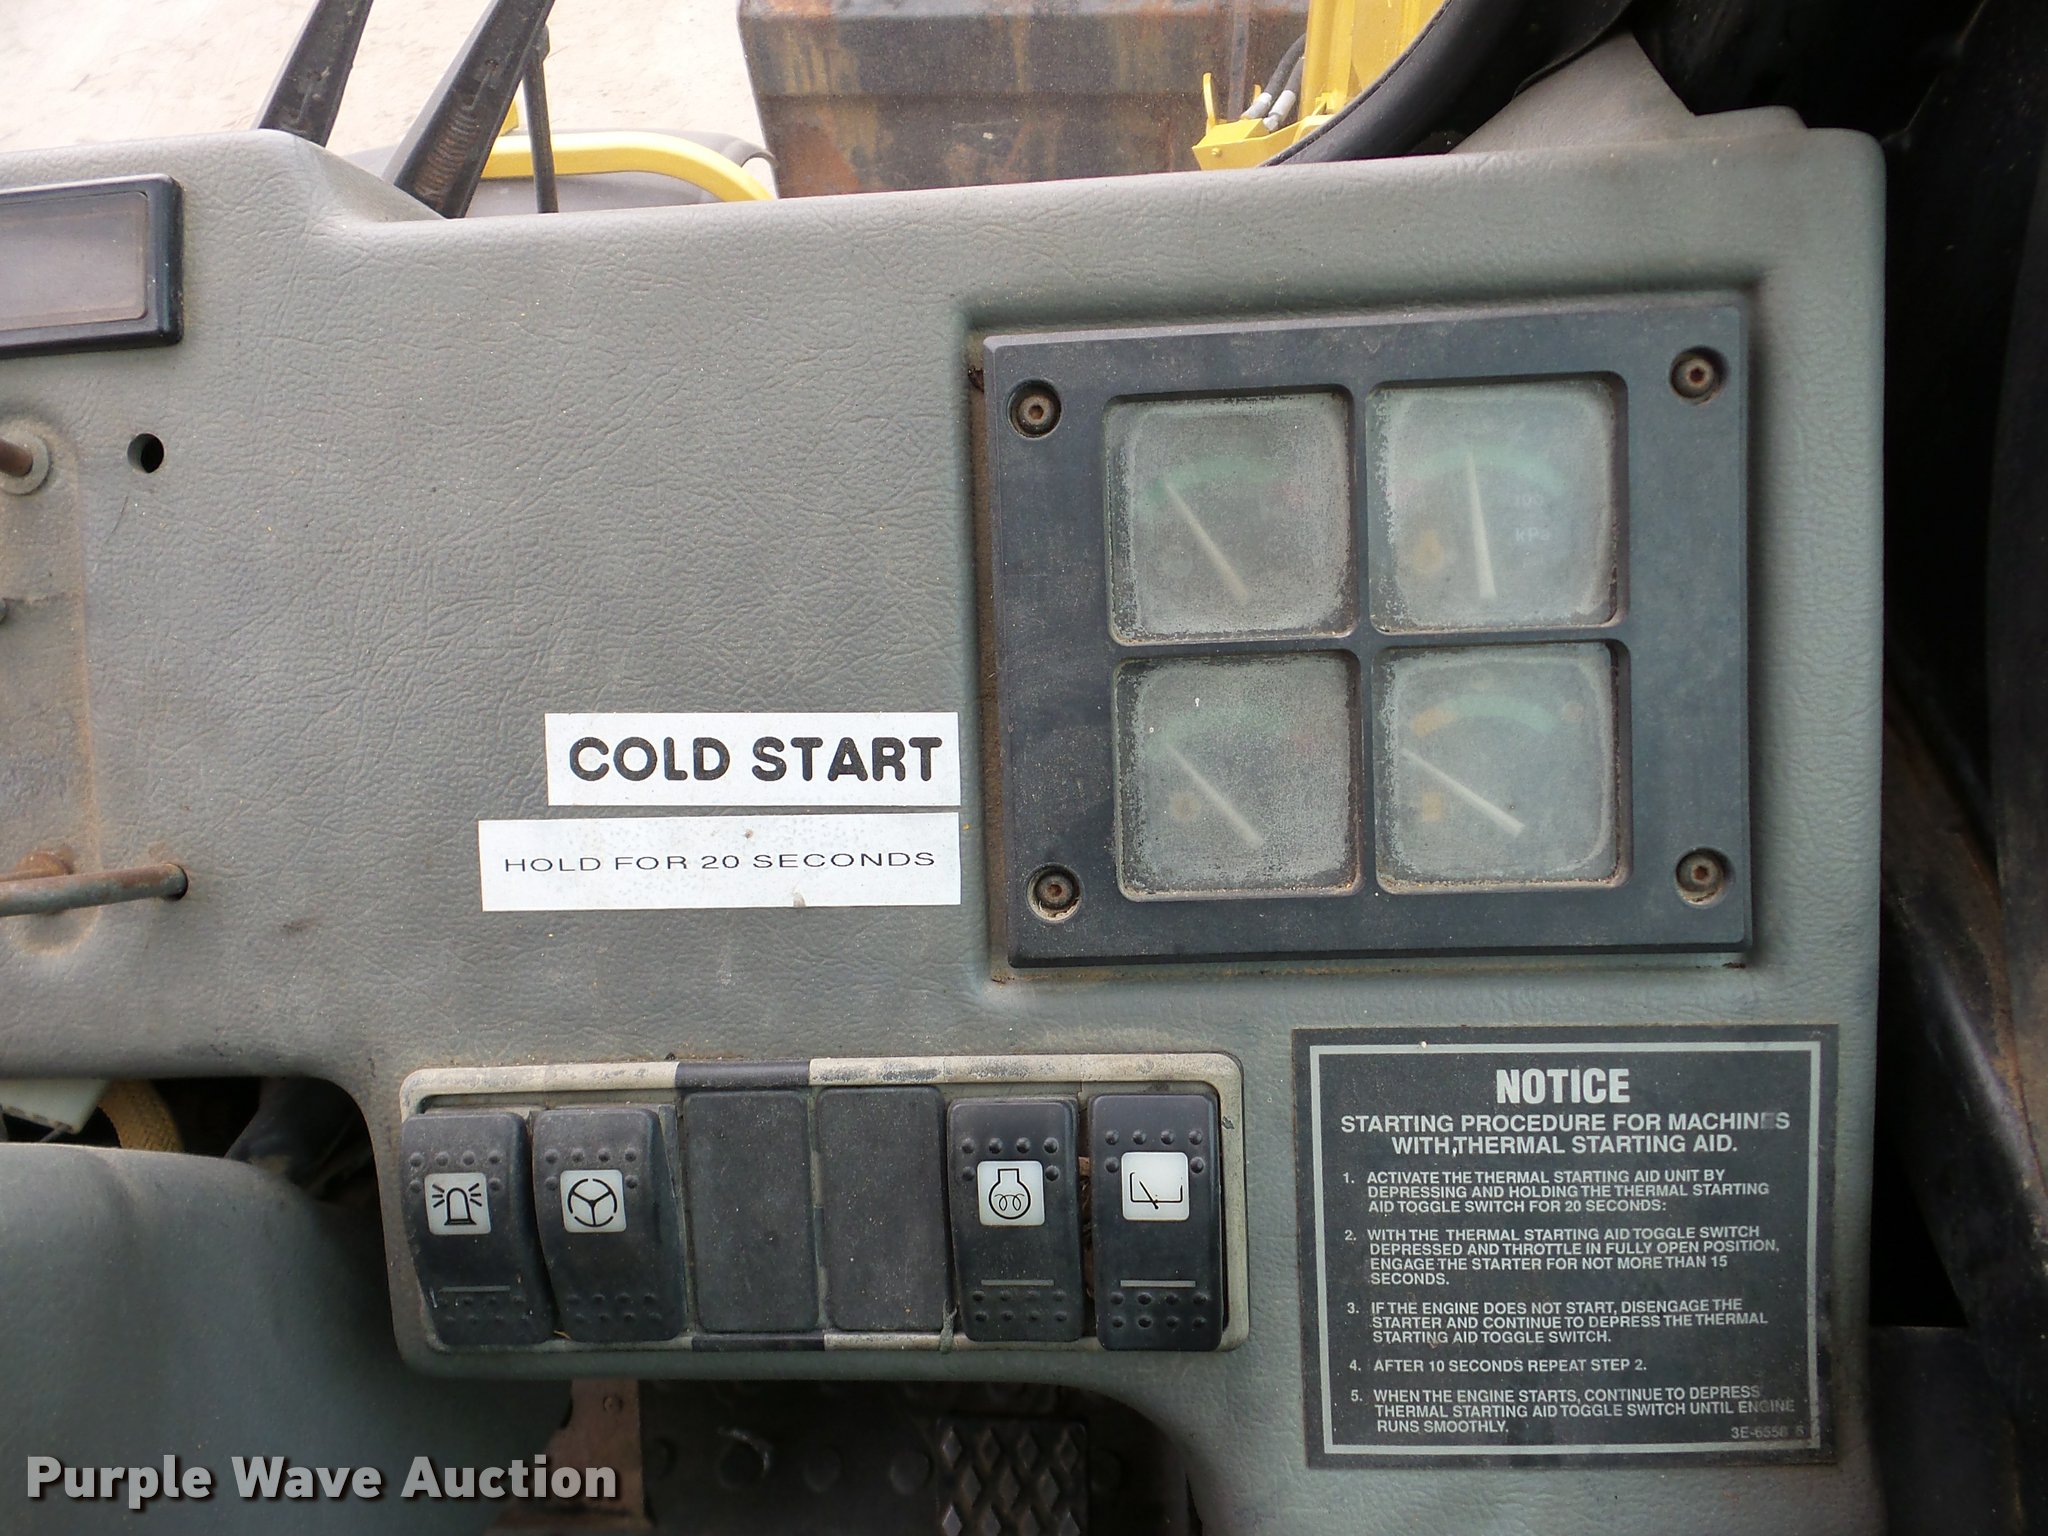 COLD START
HOLD FOR 20 SECONDS
kPa
NOTICE
STARTING PROCEDURE FOR MACHINES
WITH THERMAL STARTING AID.
1. ACTIVATE THE THERMAL STARTING AID UNIT BY
DEPRESSING AND HOLDING THE THERMAL STARTING
AID TOGGLE SWITCH FOR 20 SECONDS:
2. WITH THE THERMAL STARTING AID TOGGLE SWITCH
DEPRESSED AND THROTTLE IN FULLY OPEN POSITION,
ENGAGE THE STARTER FOR NOT MORE THAN 15
SECONDS.
3. IF THE ENGINE DOES NOT START, DISENGAGE THE
STARTER AND CONTINUE TO DEPRESS THE THERMAL
STARTING AID TOGGLE SWITCH.
4. AFTER 10 SECONDS REPEAT STEP 2.
5. WHEN THE ENGINE STARTS, CONTINUE TO DEPRESS
THERMAL STARTING AID TOGGLE SWITCH UNTIL ENGINE
RUNS SMOOTHLY.
Purple Wave Auction